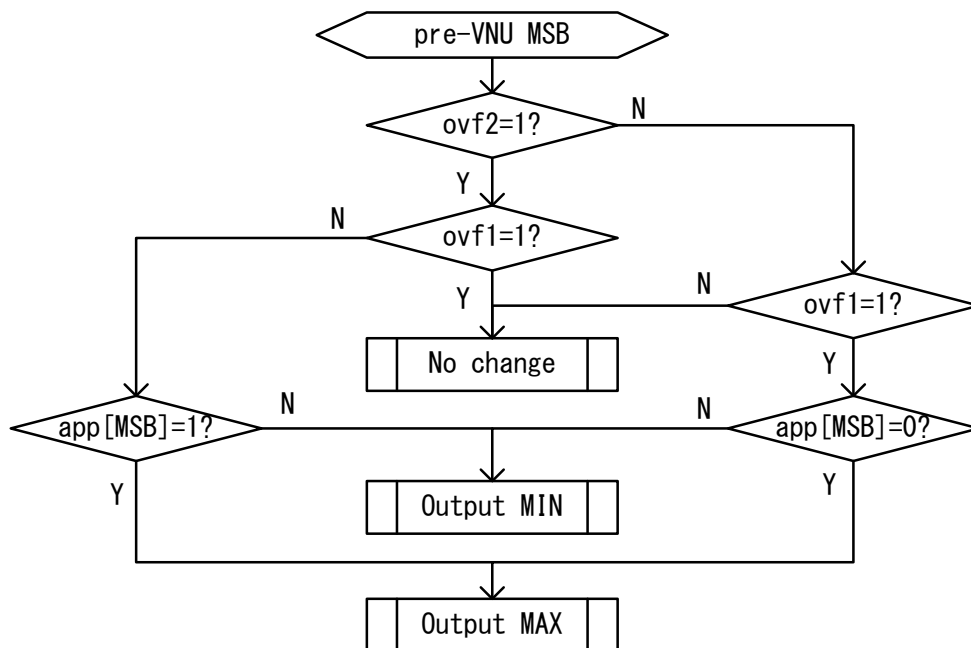 pre-VNU MSB
ovf2=1?
N
Y
N
ovf1=1?
Y
N
ovf1=1?
No change
Y
app[MSB]=1?
N
N
app[MSB]=0?
Y
Output MIN
Y
Output MAX